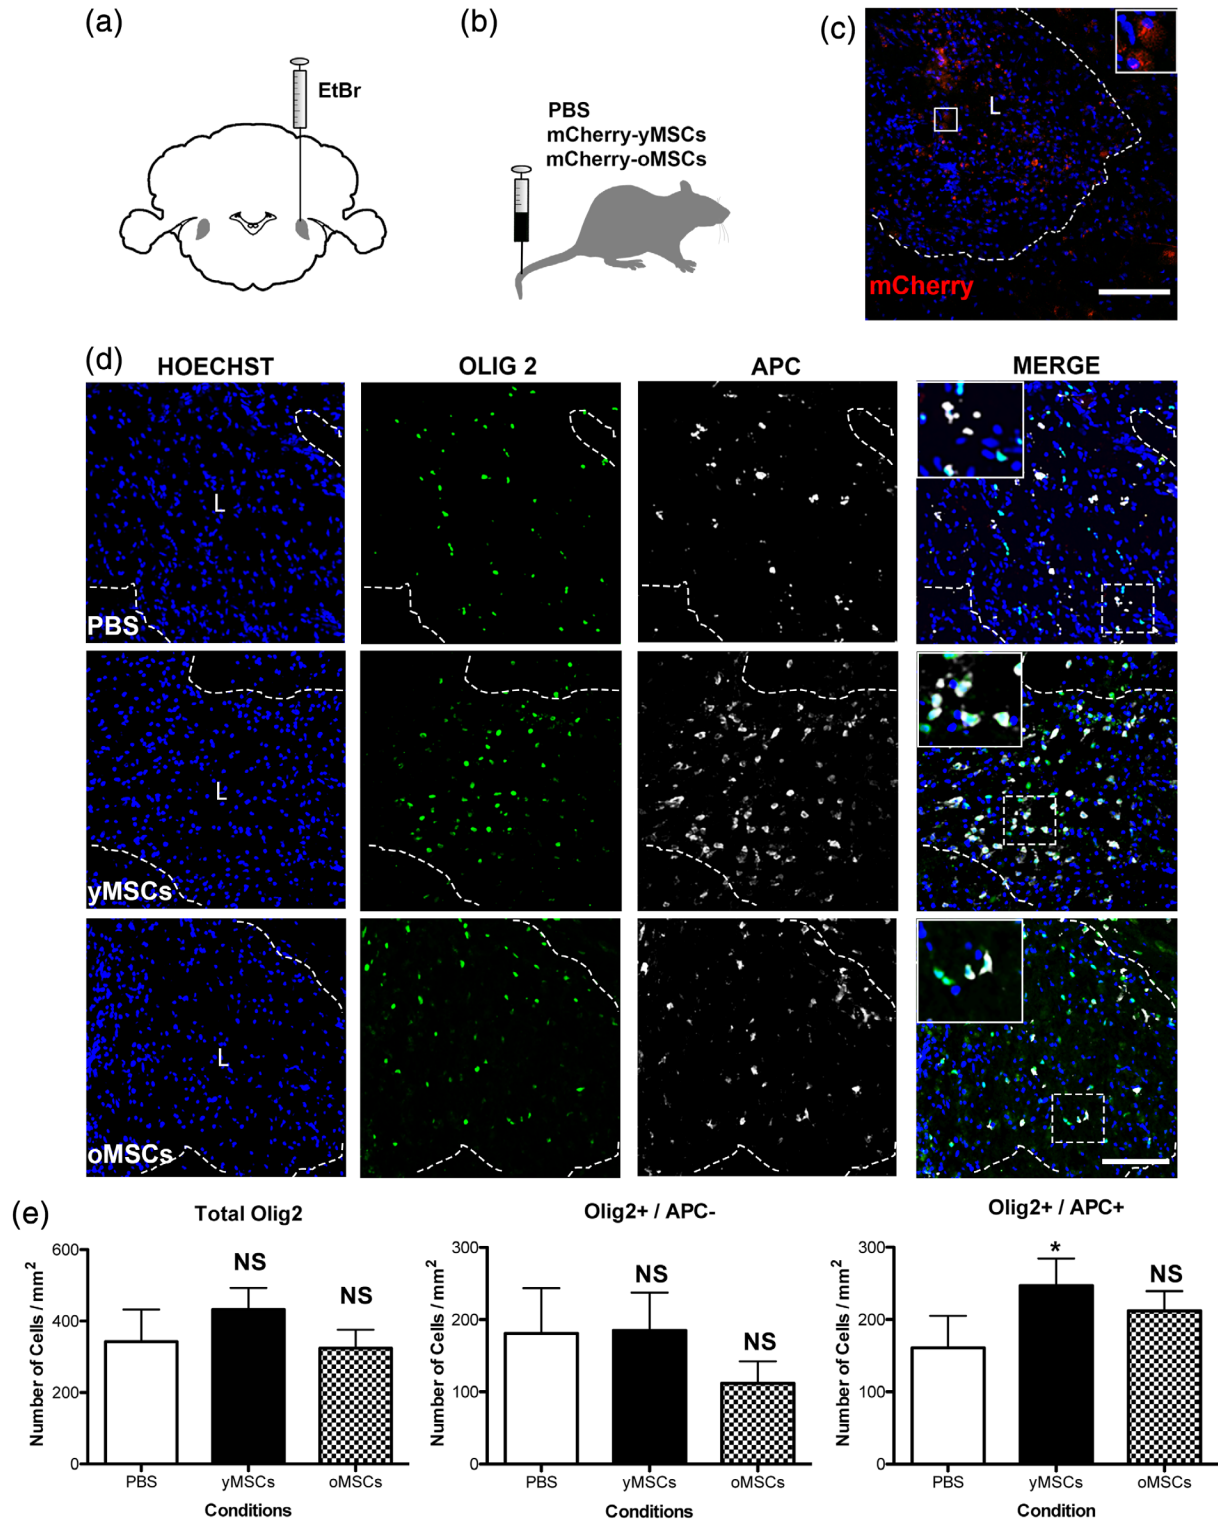 (a)
EtBr
(b)
PBS
mCherry-yMSCs
mCherry-oMSCs
(c)
L
mCherry
(d)
HOECHST
OLIG 2
APC
MERGE
L
PBS
L
yMSCs
L
oMSCs
(e)
Total Olig2
Number of Cells / mm²
600
400
200
0
NS
NS
PBS
yMSCs
oMSCs
Conditions
Olig2+ / APC-
Number of Cells / mm²
300
200
100
0
NS
NS
PBS
yMSCs
oMSCs
Conditions
Olig2+ / APC+
Number of Cells / mm²
300
200
100
0
*
NS
PBS
yMSCs
oMSCs
Condition